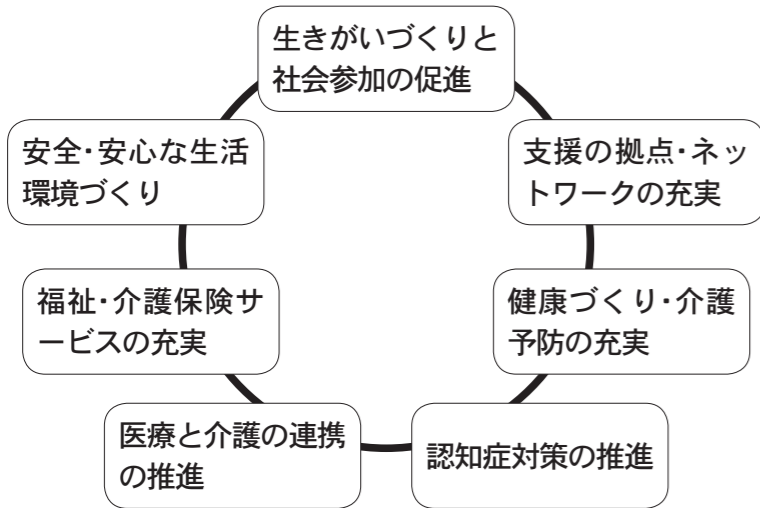 生きがいづくりと
社会参加の促進
支援の拠点・ネッ
トワークの充実
健康づくり・介護
予防の充実
認知症対策の推進
医療と介護の連携
の推進
福祉・介護保険サ
ービスの充実
安全・安心な生活
環境づくり